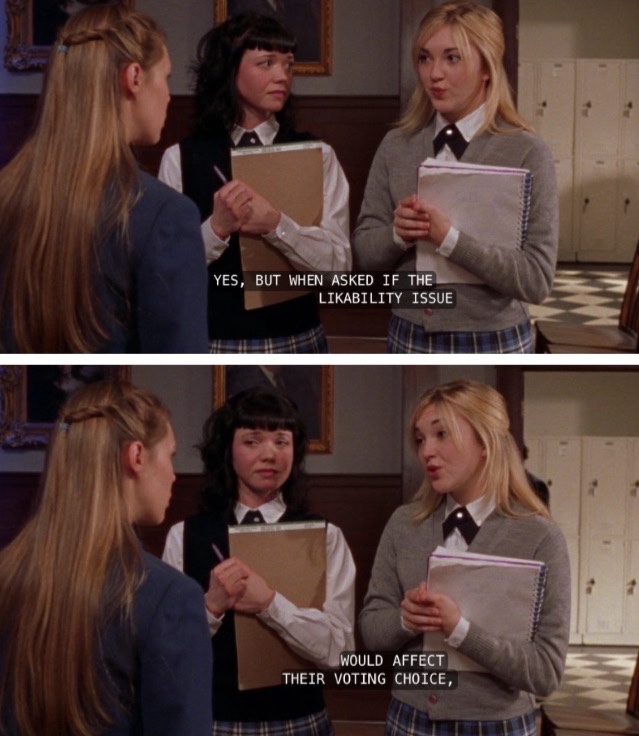 YES, BUT WHEN ASKED IF THE
LIKABILITY ISSUE
WOULD AFFECT
THEIR VOTING CHOICE,